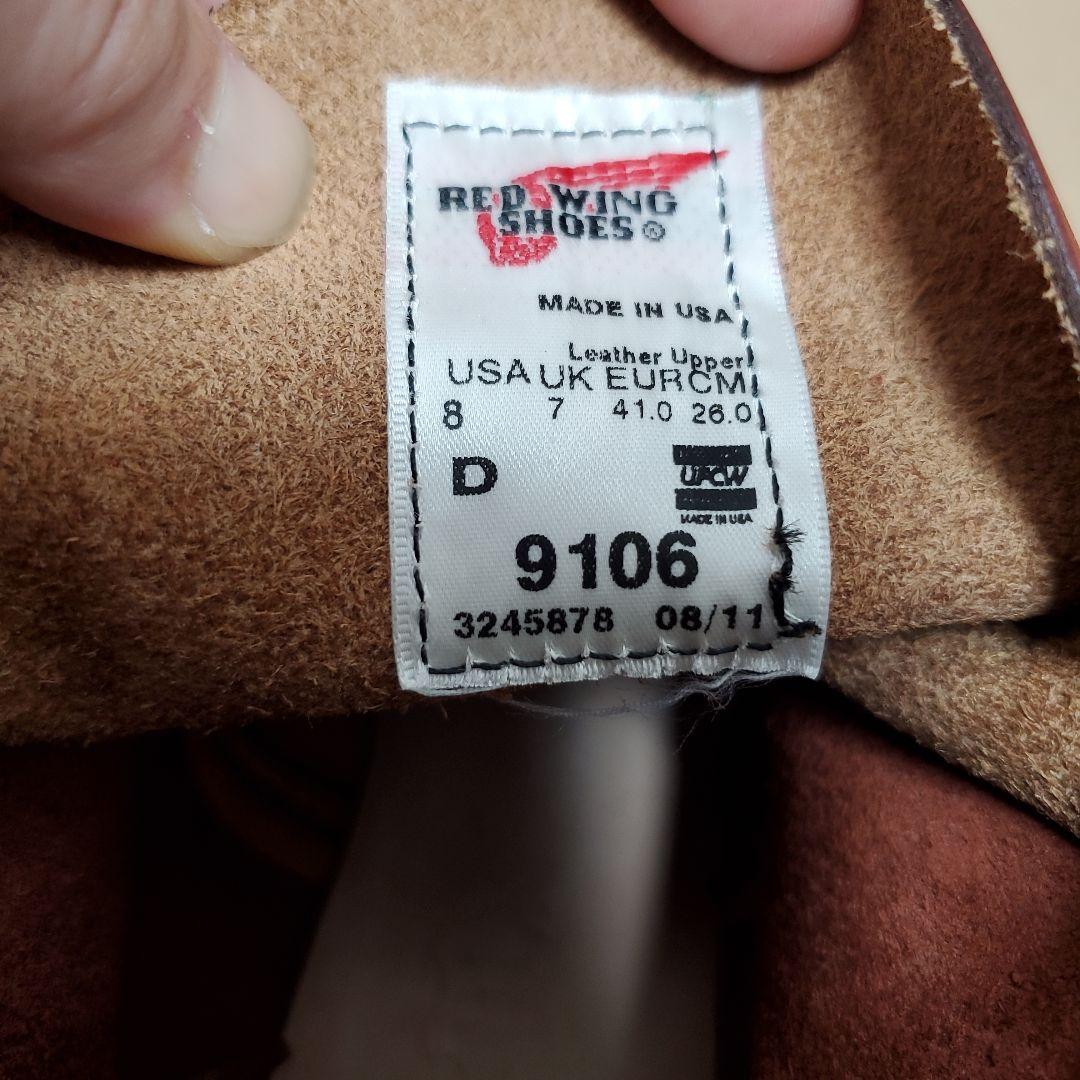 RED WING
SHOES®
MADE IN USA
Leather Upper
USA UK EUR CM
8 7 41.0 26.0
D
UFCW
MADE IN USA
9106
3245878 08/11